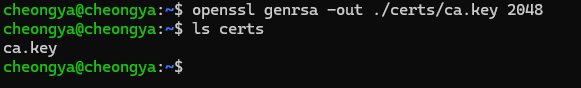 cheongya@cheongya:~$ openssl genrsa -out ./certs/ca.key 2048
cheongya@cheongya:~$ ls certs
ca.key
cheongya@cheongya:~$